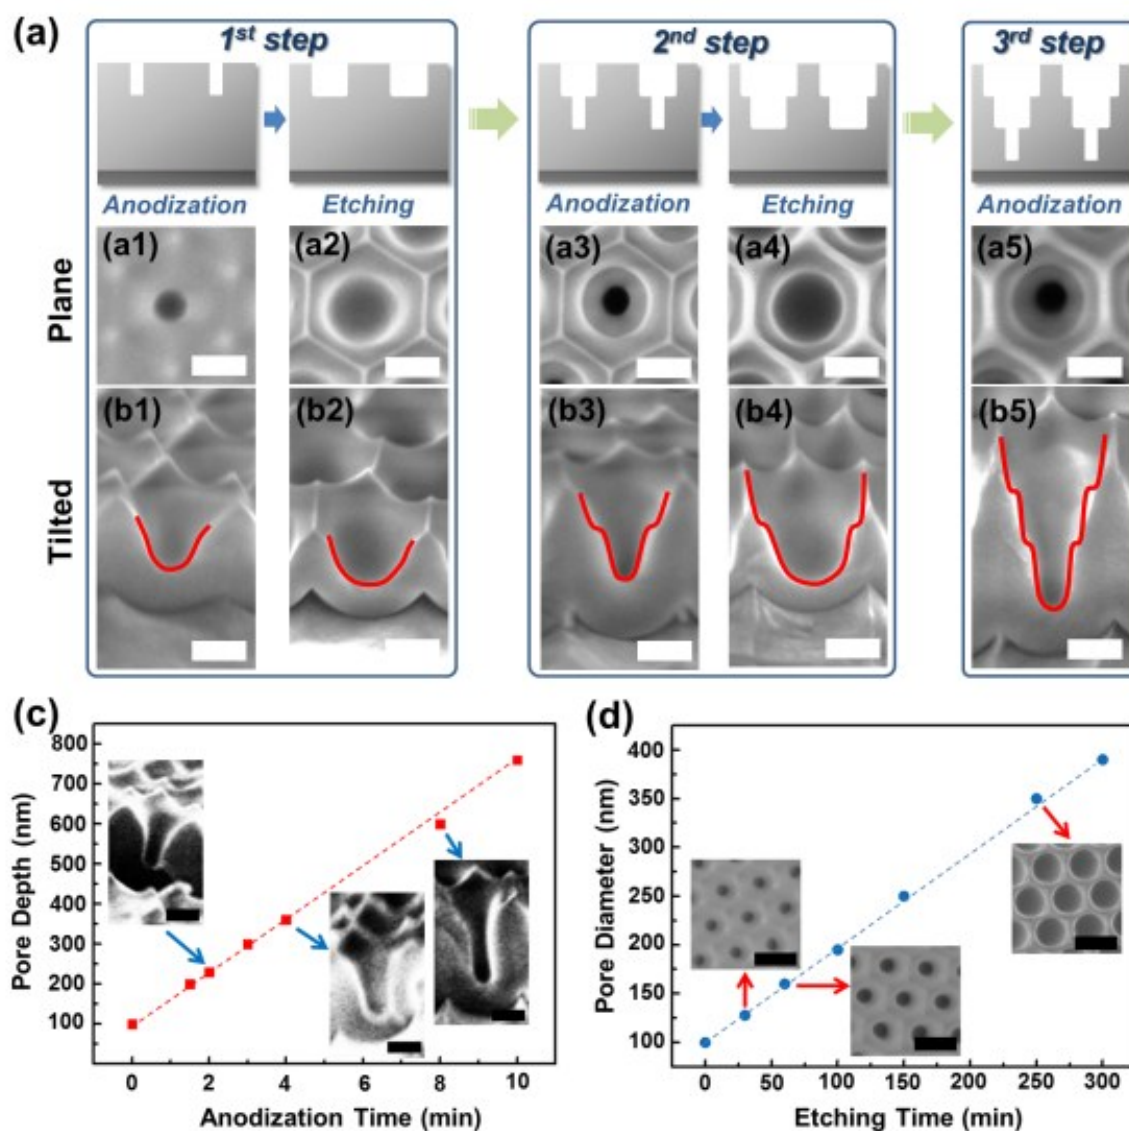 (a)
1st step
2nd step
3rd step
Anodization
Etching
Anodization
Etching
Anodization
Plane
(a1)
(a2)
(a3)
(a4)
(a5)
Tilted
(b1)
(b2)
(b3)
(b4)
(b5)
(c)
Pore Depth (nm)
800
700
600
500
400
300
200
100
0 2 4 6 8 10
Anodization Time (min)
(d)
Pore Diameter (nm)
400
350
300
250
200
150
100
0 50 100 150 200 250 300
Etching Time (min)